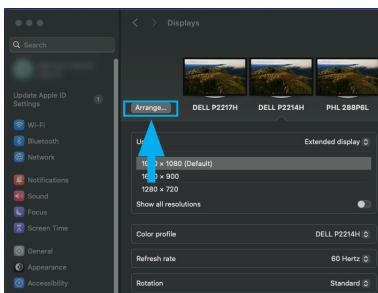 Displays
Search
Update Apple ID
Settings
1
Wi-Fi
Bluetooth
Network
Notifications
Sound
Focus
Screen Time
General
Appearance
Accessibility
Arrange...
DELL P2217H
DELL P2214H
PHL 288P6L
Extended display
1080 (Default)
× 900
1280 × 720
Show all resolutions
Color profile
DELL P2214H
Refresh rate
60 Hertz
Rotation
Standard